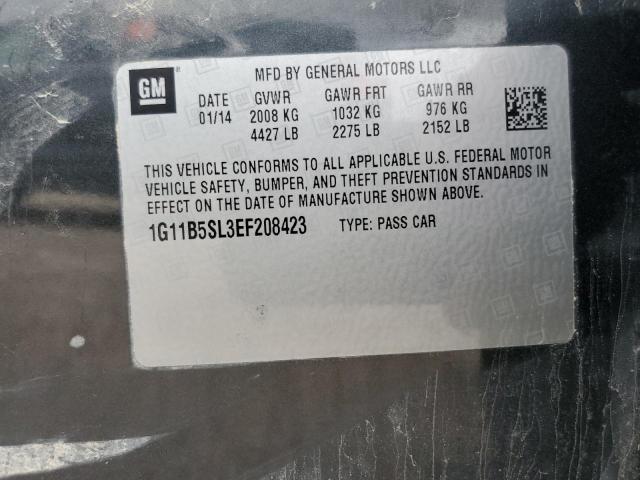 GM
MFD BY GENERAL MOTORS LLC
DATE GVWR GAWR FRT GAWR RR
01/14 2008 KG 1032 KG 976 KG
4427 LB 2275 LB 2152 LB
THIS VEHICLE CONFORMS TO ALL APPLICABLE U.S. FEDERAL MOTOR
VEHICLE SAFETY, BUMPER, AND THEFT PREVENTION STANDARDS IN
EFFECT ON THE DATE OF MANUFACTURE SHOWN ABOVE.
1G11B5SL3EF208423 TYPE: PASS CAR